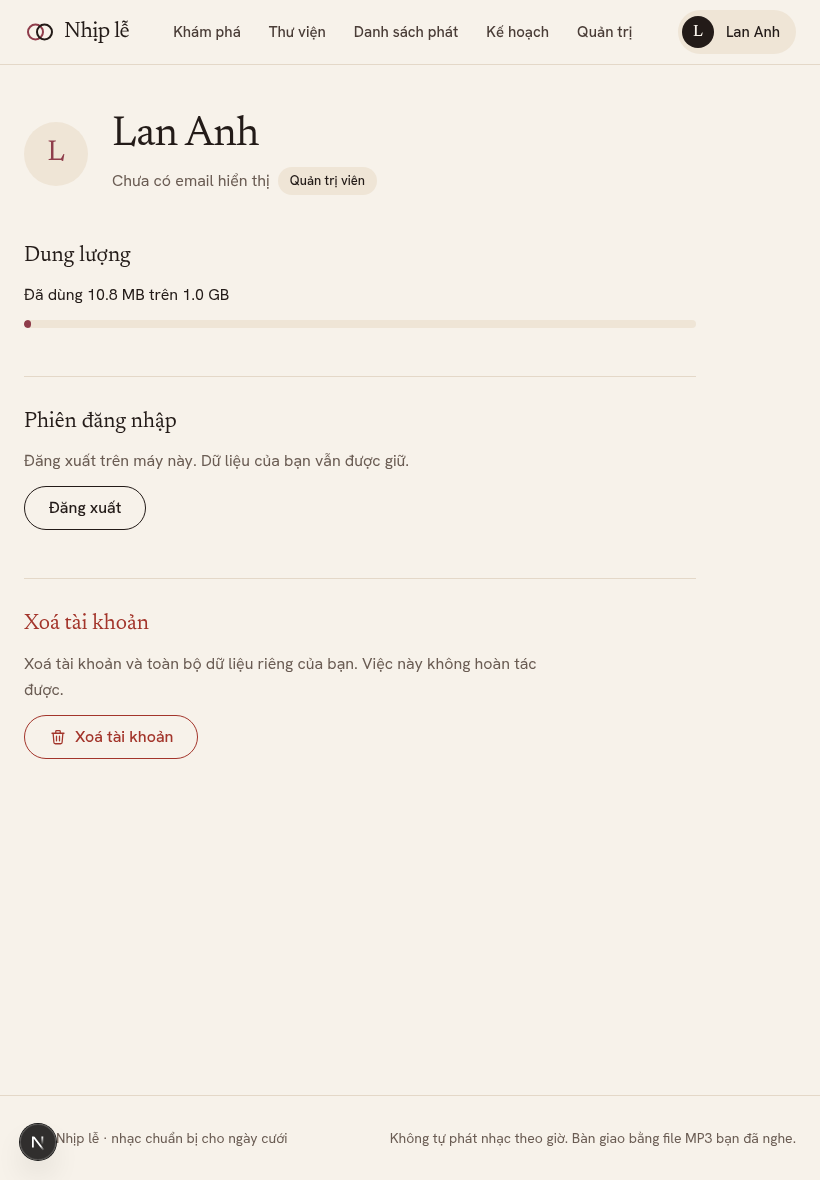 Nhịp lễ Khám phá Thư viện Danh sách phát Kế hoạch Quản trị L Lan Anh
L
Lan Anh
Chưa có email hiển thị Quản trị viên
Dung lượng
Đã dùng 10.8 MB trên 1.0 GB
Phiên đăng nhập
Đăng xuất trên máy này. Dữ liệu của bạn vẫn được giữ.
Đăng xuất
Xoá tài khoản
Xoá tài khoản và toàn bộ dữ liệu riêng của bạn. Việc này không hoàn tác
được.
Xoá tài khoản
N Nhịp lễ · nhạc chuẩn bị cho ngày cưới Không tự phát nhạc theo giờ. Bàn giao bằng file MP3 bạn đã nghe.